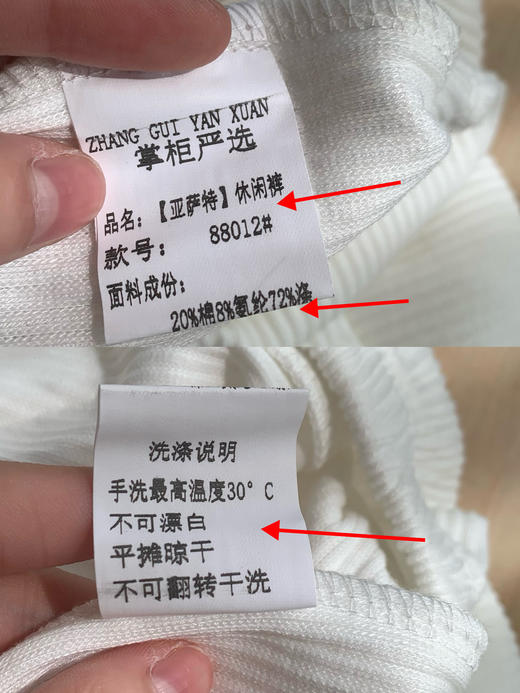 ZHANG GUI YAN XUAN
掌柜严选
品名:【亚萨特】休闲裤
款号: 88012#
面料成份:
20%棉8%氨纶72%涤
洗涤说明
手洗最高温度30°C
不可漂白
平摊晾干
不可翻转干洗